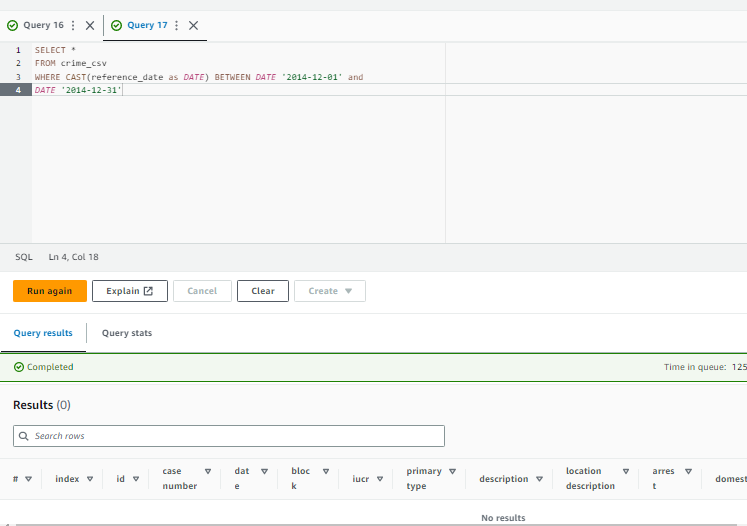 Query 16
Query 17
1 SELECT *
2 FROM crime_csv
3 WHERE CAST(reference_date as DATE) BETWEEN DATE '2014-12-01' and
4 DATE '2014-12-31'
SQL Ln 4, Col 18
Run again Explain Cancel Clear Create
Query results Query stats
Completed Time in queue: 125
Results (0)
Search rows
# index id case number dat e bloc k iucr primary type description location description arres t domest
No results